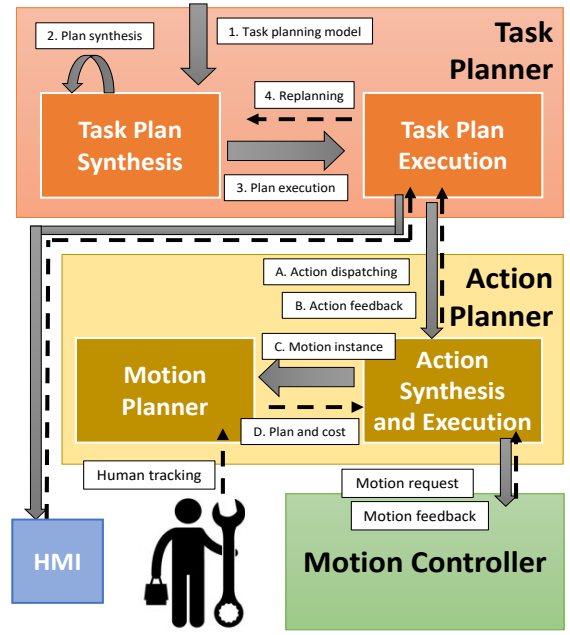 2. Plan synthesis
1. Task planning model
Task
Planner
4. Replanning
Task Plan
Synthesis
Task Plan
Execution
3. Plan execution
A. Action dispatching
B. Action feedback
Action
Planner
C. Motion instance
Motion
Planner
Action
Synthesis
and Execution
D. Plan and cost
Human tracking
Motion request
Motion feedback
HMI
Motion Controller